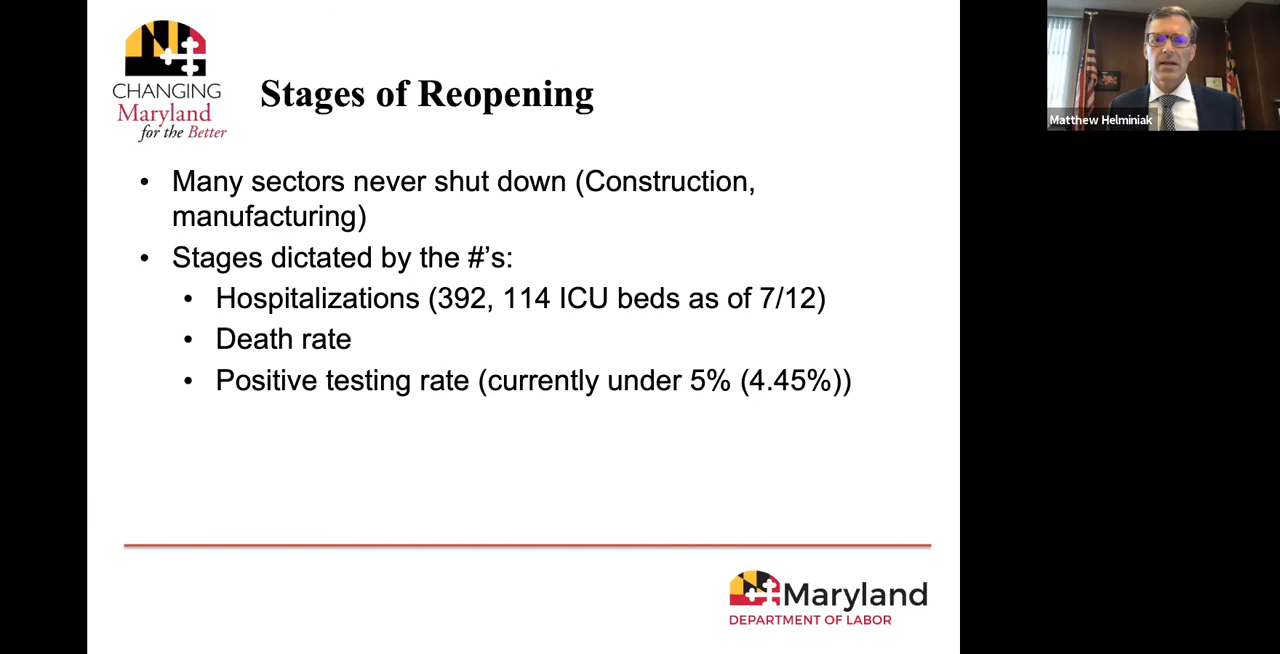 CHANGING
Maryland
for the Better
Stages of Reopening
• Many sectors never shut down (Construction,
manufacturing)
• Stages dictated by the #’s:
• Hospitalizations (392, 114 ICU beds as of 7/12)
• Death rate
• Positive testing rate (currently under 5% (4.45%))
Maryland
DEPARTMENT OF LABOR
Matthew Helminiak